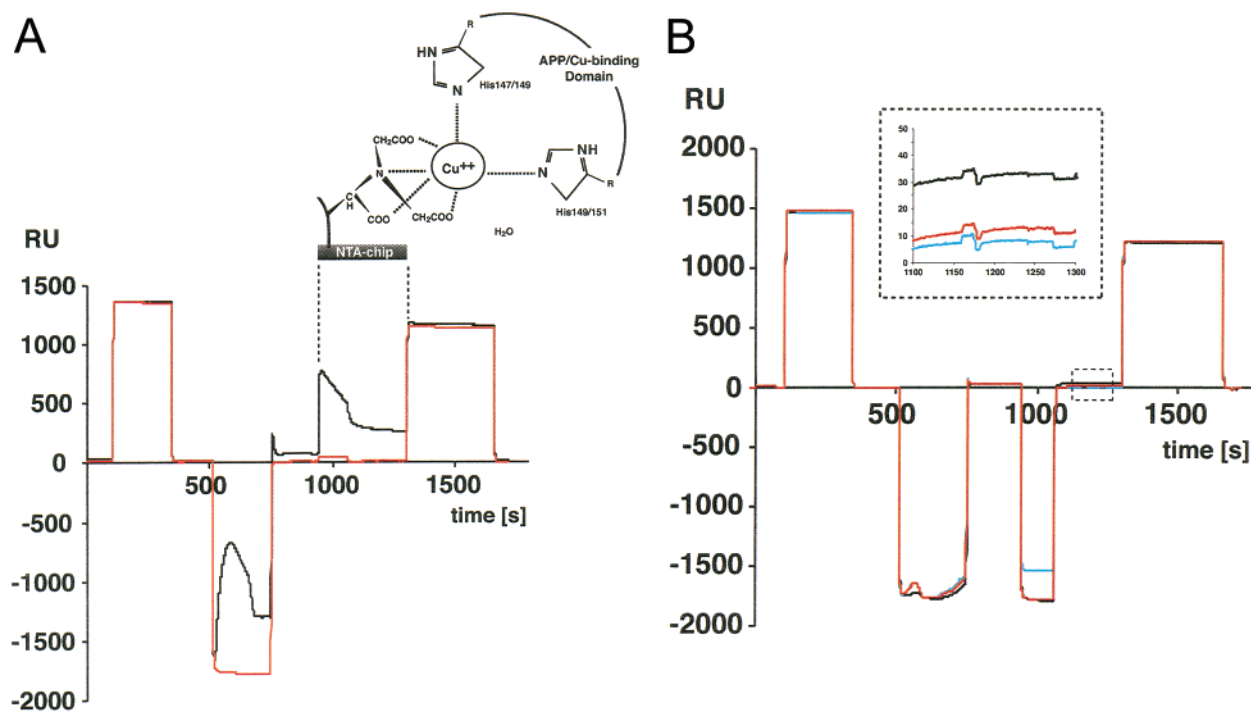 A
R
HN
N
His147/149
APP/Cu-binding
Domain
CH2COO
N
Cu++
N
NH
R
C
H
COO
CH2COO
His149/151
H2O
NTA-chip
RU
1500
1000
500
0
500
1000
1500
time [s]
-500
-1000
-1500
-2000
B
RU
2000
1500
1000
500
0
500
1000
1500
time [s]
-500
-1000
-1500
-2000
50
40
30
20
10
0
1100
1150
1200
1250
1300